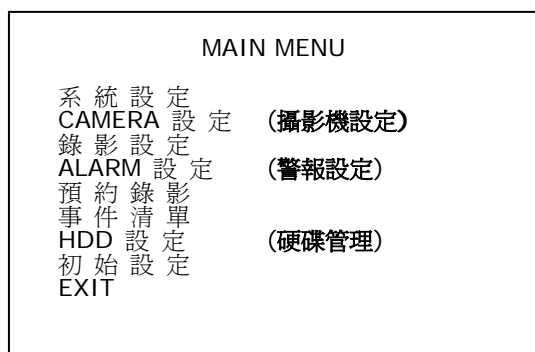 MAIN MENU
系 統 設 定
CAMERA 設 定 (攝影機設定)
錄 影 設 定
ALARM 設 定 (警報設定)
預 約 錄 影
事 件 清 單
HDD 設 定 (硬碟管理)
初 始 設 定
EXIT